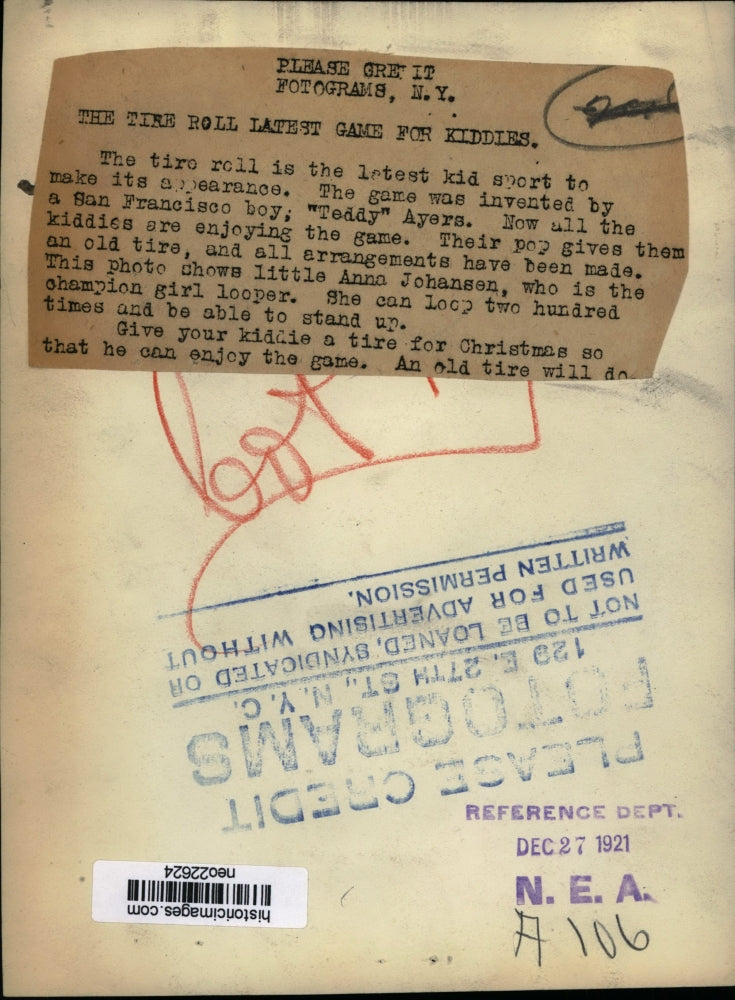 PLEASE CREDIT
FOTOGRAMS, N.Y.
THE TIRE ROLL LATEST GAME FOR KIDDIES.
The tire roll is the latest kid sport to
make its appearance. The game was invented by
a San Francisco boy; "Teddy" Ayers. Now all the
kiddies are enjoying the game. Their pop gives them
an old tire, and all arrangements have been made.
This photo shows little Anna Johansen, who is the
champion girl looper. She can loop two hundred
times and be able to stand up.
Give your kiddie a tire for Christmas so
that he can enjoy the game. An old tire will do
PLEASE CREDIT
FOTOGRAMS
129 E. 27TH ST., N.Y.C.
NOT TO BE LOANED, SYNDICATED OR
USED FOR ADVERTISING WITHOUT
WRITTEN PERMISSION.
REFERENCE DEPT.
DEC 27 1921
N. E. A.
A 106
historicimages.com
neo22624